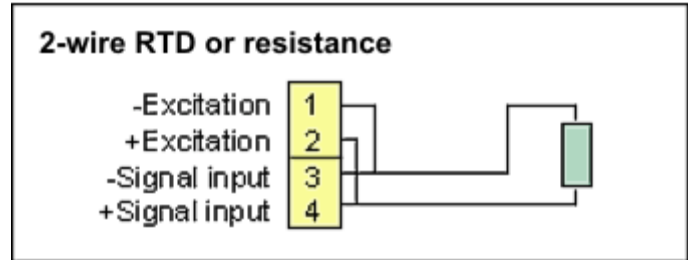 2-wire RTD or resistance
-Excitation 1
+Excitation 2
-Signal input 3
+Signal input 4